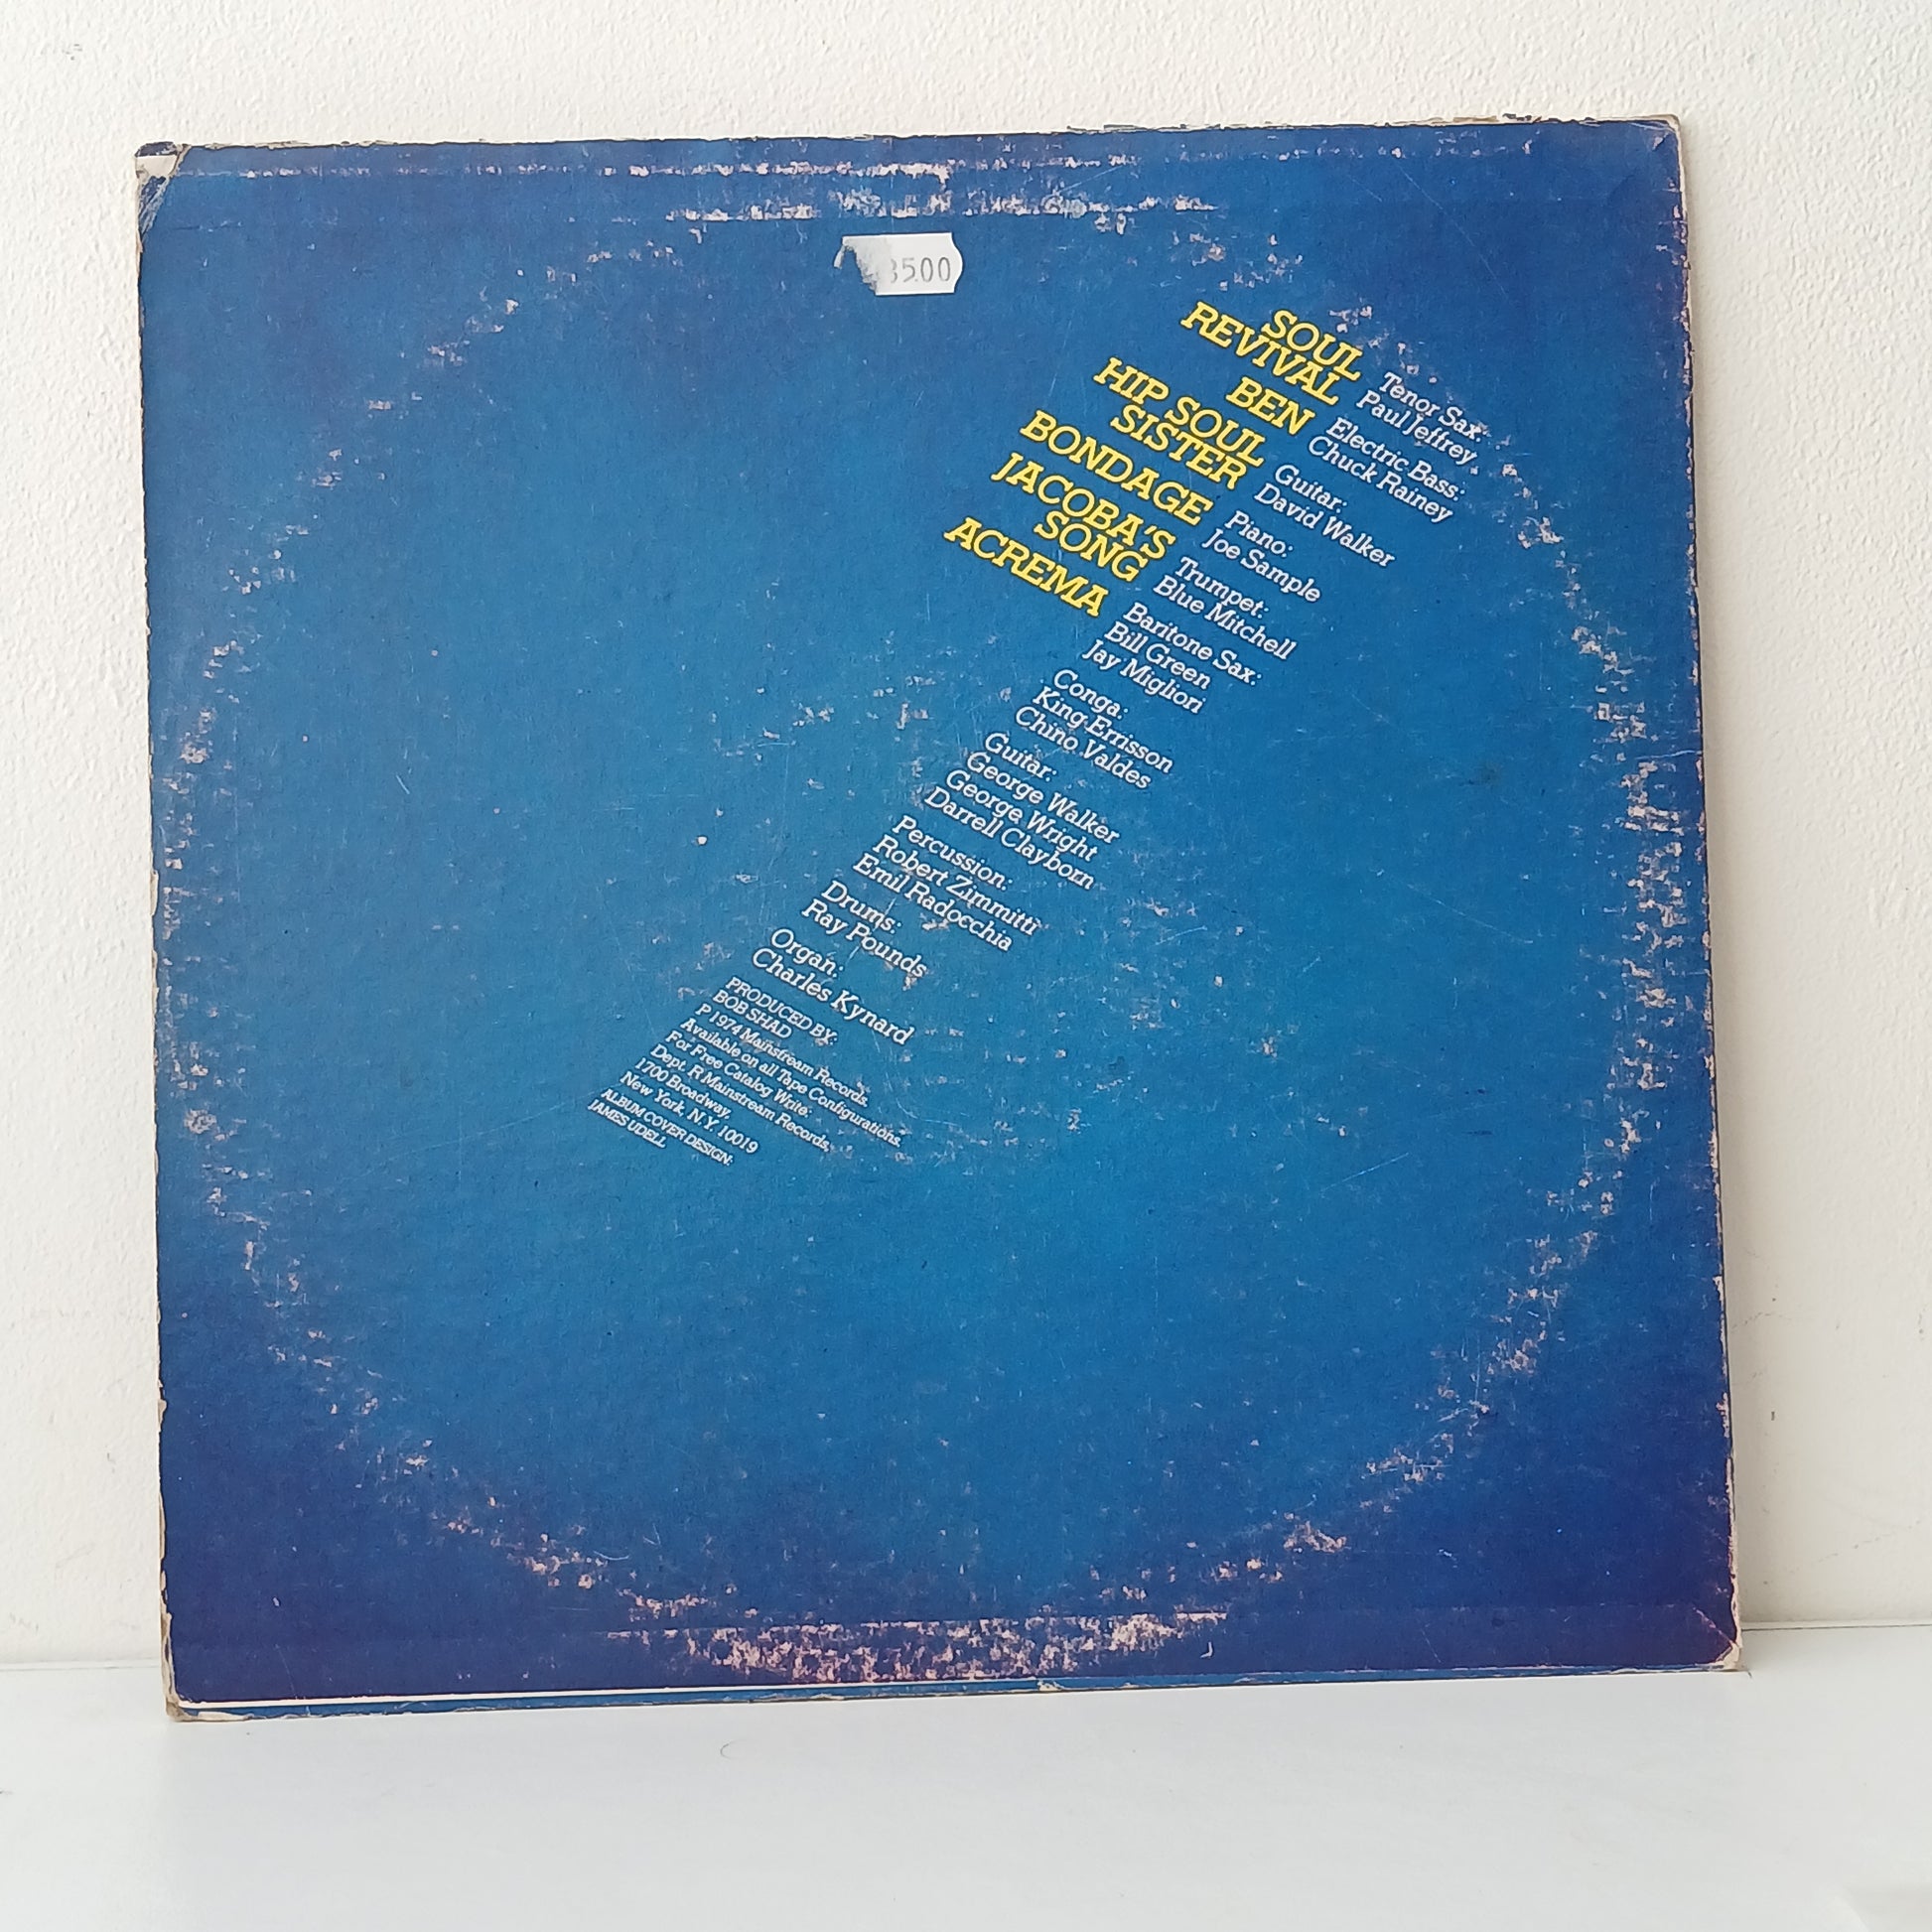 3500
SOUL
REVIVAL
BEN
HIP SOUL
SISTER
BONDAGE
JACOBA'S
SONG
ACREMA
Tenor Sax:
Paul Jeffrey
Electric Bass:
Chuck Rainey
Guitar:
David Walker
Piano:
Joe Sample
Trumpet:
Blue Mitchell
Baritone Sax:
Bill Green
Jay Migliori
Conga:
King Errisson
Chino Valdes
Guitar:
George Walker
George Wright
Darrell Clayborn
Percussion:
Robert Zimmitti
Emil Radocchia
Drums:
Ray Pounds
Organ:
Charles Kynard
PRODUCED BY:
BOB SHAD
P 1974 Mainstream Records.
Available on all Tape Configurations.
For Free Catalog Write:
Dept. R Mainstream Records,
1700 Broadway,
New York, N.Y. 10019
ALBUM COVER DESIGN:
JAMES UDELL